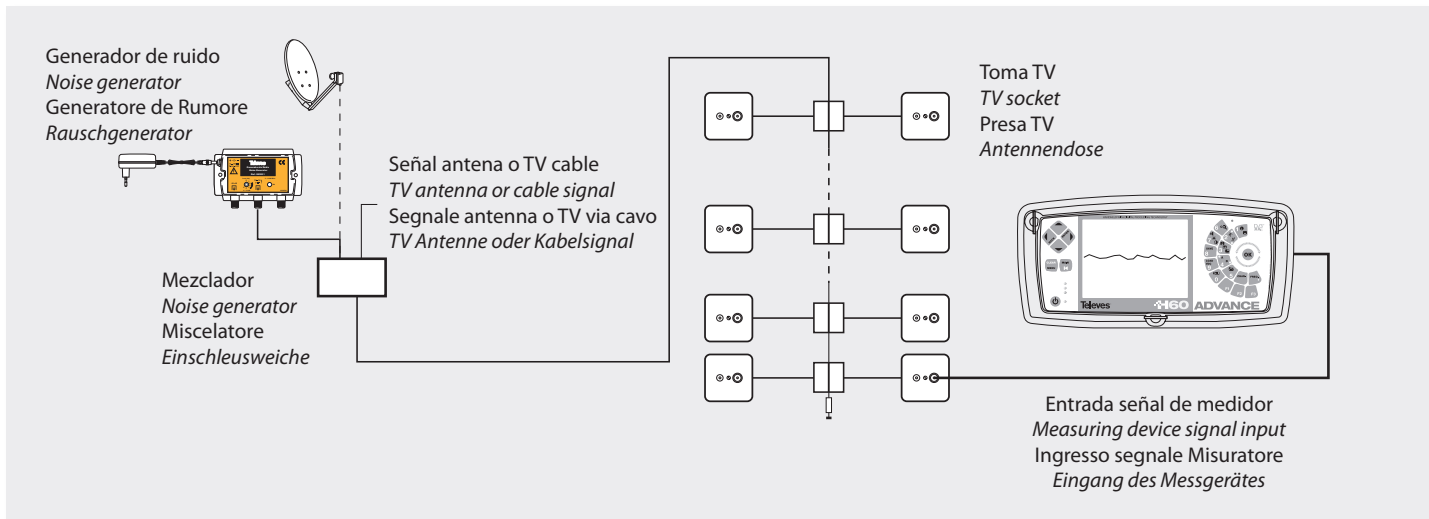 Generador de ruido
Noise generator
Generatore de Rumore
Rauschgenerator
Señal antena o TV cable
TV antenna or cable signal
Segnale antenna o TV via cavo
TV Antenne oder Kabelsignal
Mezclador
Noise generator
Miscelatore
Einschleusweiche
Toma TV
TV socket
Presa TV
Antennendose
OK
Televes
H60
ADVANCE
Entrada señal de medidor
Measuring device signal input
Ingresso segnale Misuratore
Eingang des Messgerätes